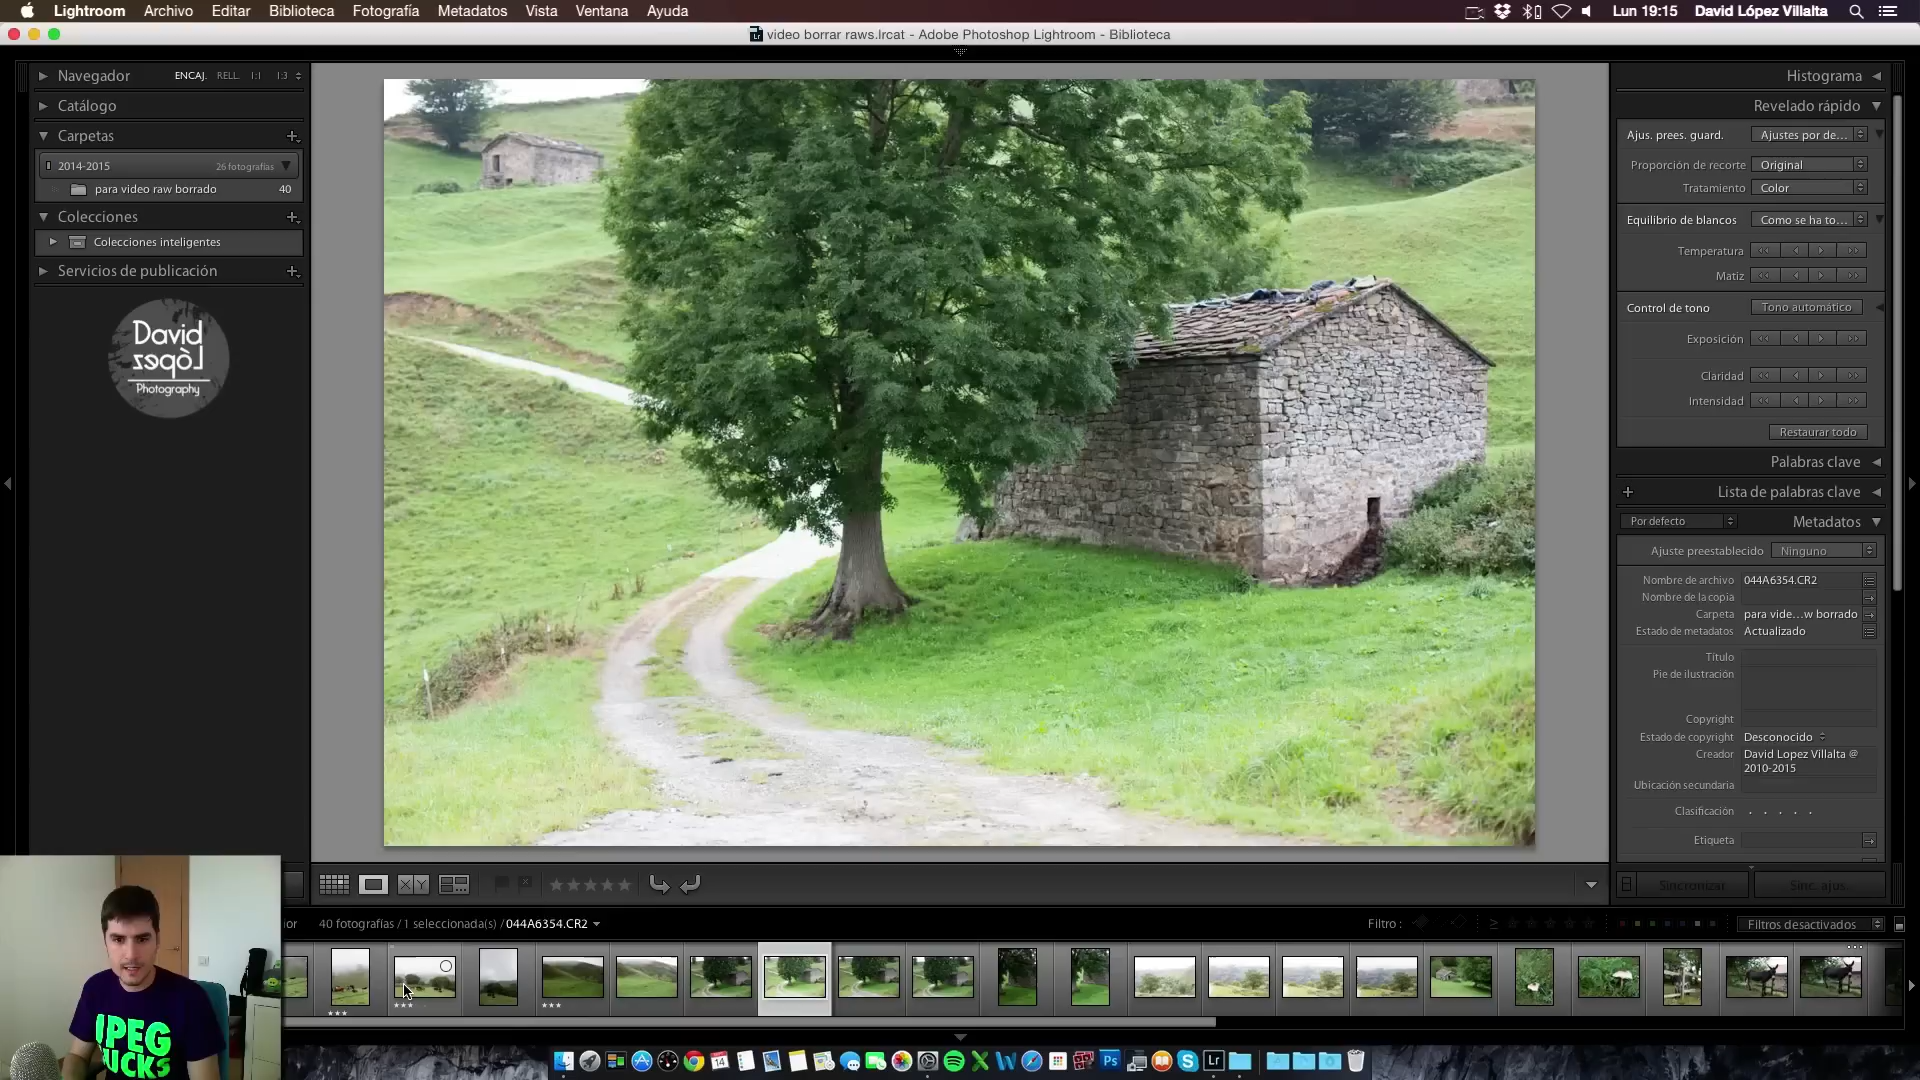 Lightroom Archivo Editar Biblioteca Fotografía Metadatos Vista Ventana Ayuda
Lun 19:15 David López Villalta
video borrar raws.lrcat - Adobe Photoshop Lightroom - Biblioteca
Navegador ENCAJ. RELL. 1:1 1:3
Catálogo
Carpetas
2014-2015 26 fotografías
para video raw borrado 40
Colecciones
Colecciones inteligentes
Servicios de publicación
David
López
Photography
Histograma
Revelado rápido
Ajus. prees. guard. Ajustes por de...
Proporción de recorte Original
Tratamiento Color
Equilibrio de blancos Como se ha to...
Temperatura
Matiz
Control de tono Tono automático
Exposición
Claridad
Intensidad
Restaurar todo
Palabras clave
Lista de palabras clave
Por defecto Metadatos
Ajuste preestablecido Ninguno
Nombre de archivo 044A6354.CR2
Nombre de la copia
Carpeta para vide...w borrado
Estado de metadatos Actualizado
Título
Pie de ilustración
Copyright
Estado de copyright Desconocido
Creador David Lopez Villalta @
2010-2015
Ubicación secundaria
Clasificación
Etiqueta
Sincronizar Sinc. ajus.
XY
ior 40 fotografías / 1 seleccionada(s) / 044A6354.CR2
Filtro : Filtros desactivados
JPEG
14
W Ps Lr